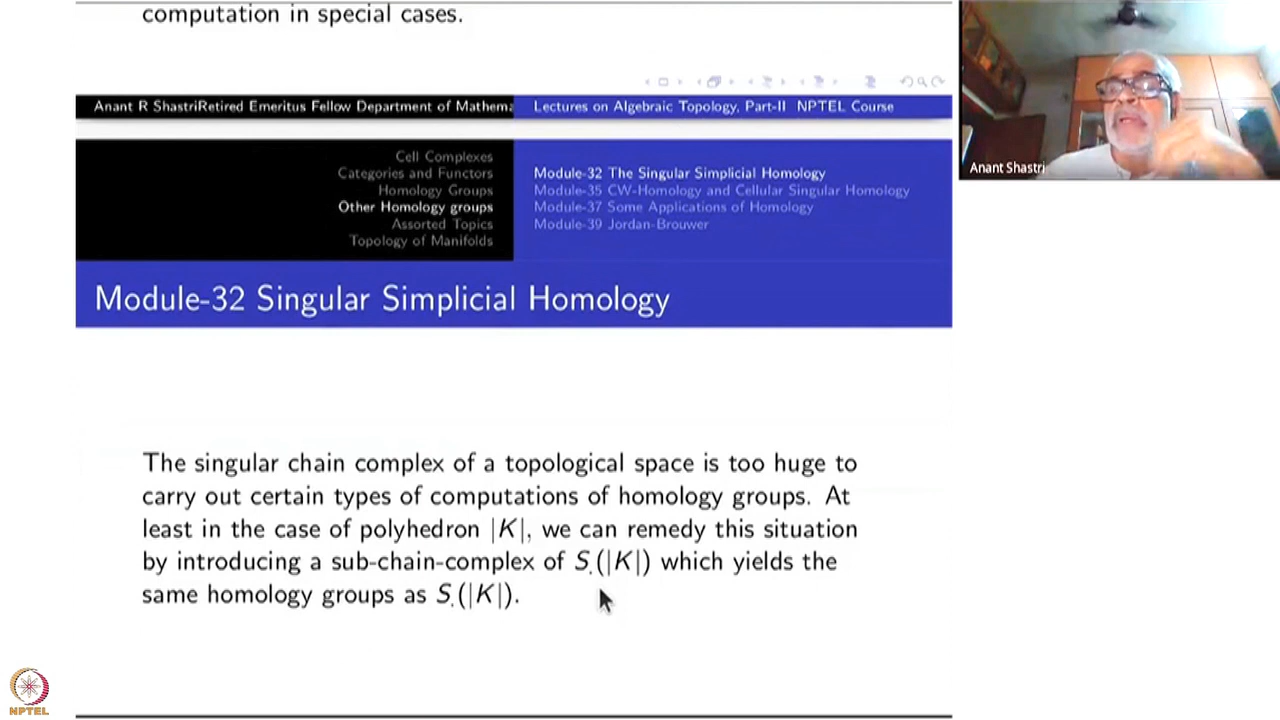 computation in special cases.
Anant R ShastriRetired Emeritus Fellow Department of Mathema
Lectures on Algebraic Topology, Part-II NPTEL Course
Cell Complexes
Categories and Functors
Homology Groups
Other Homology groups
Assorted Topics
Topology of Manifolds
Module-32 The Singular Simplicial Homology
Module-35 CW-Homology and Cellular Singular Homology
Module-37 Some Applications of Homology
Module-39 Jordan-Brouwer
Module-32 Singular Simplicial Homology
The singular chain complex of a topological space is too huge to
carry out certain types of computations of homology groups. At
least in the case of polyhedron |K|, we can remedy this situation
by introducing a sub-chain-complex of S.(|K|) which yields the
same homology groups as S.(|K|).
Anant Shastri
NPTEL